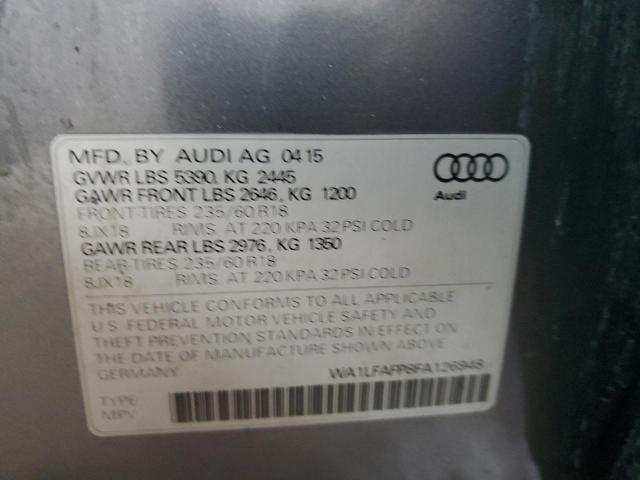 MFD. BY AUDI AG 04 15
GVWR LBS 5390, KG 2445
GAWR FRONT LBS 2646, KG 1200
FRONT-TIRES 235/60 R18
8JX18 RIMS, AT 220 KPA 32 PSI COLD
GAWR REAR LBS 2976, KG 1350
REAR-TIRES 235/60 R18
8JX18 RIMS, AT 220 KPA 32 PSI COLD
Audi
THIS VEHICLE CONFORMS TO ALL APPLICABLE
U.S. FEDERAL MOTOR VEHICLE SAFETY AND
THEFT PREVENTION STANDARDS IN EFFECT ON
THE DATE OF MANUFACTURE SHOWN ABOVE
GERMANY
WA1LFAFP8FA126948
TYPE
MPV